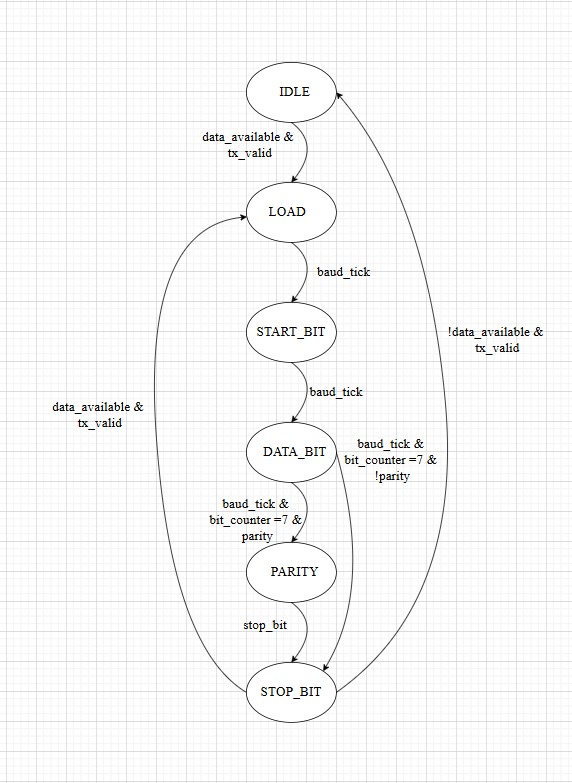 IDLE
data_available &
tx_valid
LOAD
baud_tick
START_BIT
!data_available &
tx_valid
baud_tick
data_available &
tx_valid
DATA_BIT
baud_tick &
bit_counter =7 &
!parity
baud_tick &
bit_counter =7 &
parity
PARITY
stop_bit
STOP_BIT